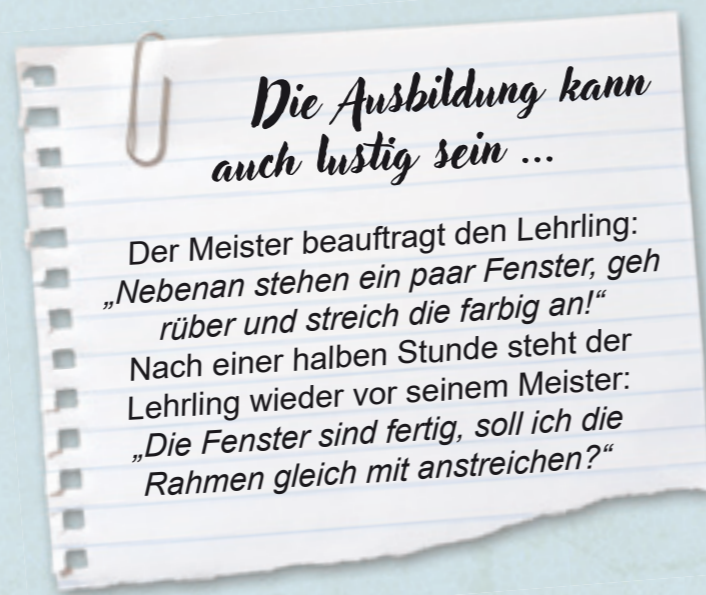 Die Ausbildung kann
auch lustig sein ...
Der Meister beauftragt den Lehrling:
„Nebenan stehen ein paar Fenster, geh
rüber und streich die farbig an!“
Nach einer halben Stunde steht der
Lehrling wieder vor seinem Meister:
„Die Fenster sind fertig, soll ich die
Rahmen gleich mit anstreichen?“